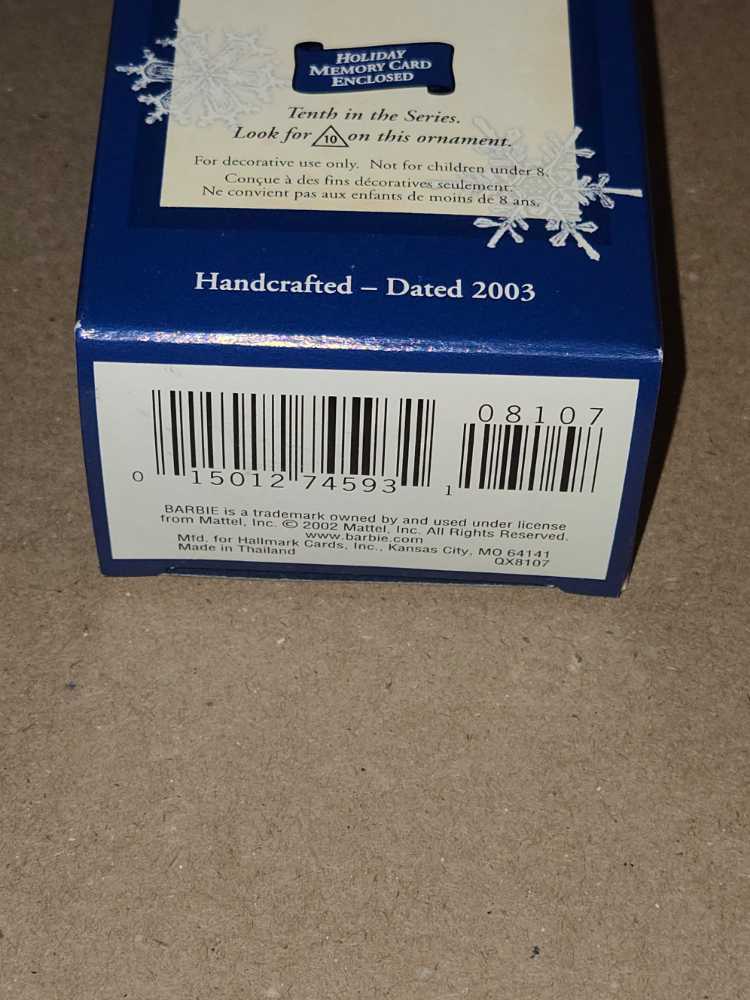 HOLIDAY
MEMORY CARD
ENCLOSED
Tenth in the Series.
Look for 10 on this ornament.
For decorative use only. Not for children under 8.
Conçue à des fins décoratives seulement.
Ne convient pas aux enfants de moins de 8 ans.
Handcrafted – Dated 2003
08107
0 15012 74593 1
BARBIE is a trademark owned by and used under license
from Mattel, Inc. © 2002 Mattel, Inc. All Rights Reserved.
www.barbie.com
Mfd. for Hallmark Cards, Inc., Kansas City, MO 64141
Made in Thailand QX8107